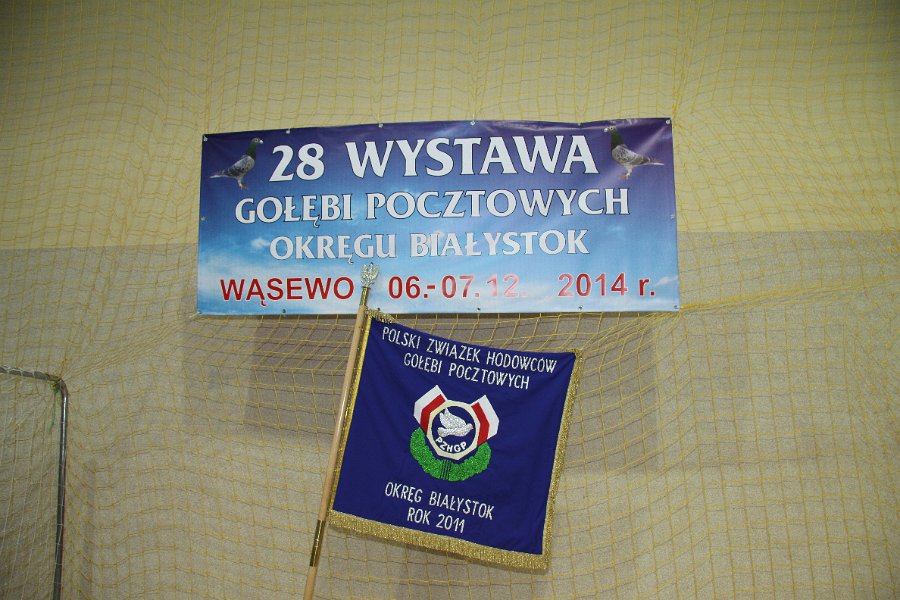 28 WYSTAWA
GOŁĘBI POCZTOWYCH
OKRĘGU BIAŁYSTOK
WĄSEWO 06.-07.12. 2014 r.
POLSKI ZWIĄZEK HODOWCÓW
GOŁĘBI POCZTOWYCH
PZHGP
OKRĘG BIAŁYSTOK
ROK 2011